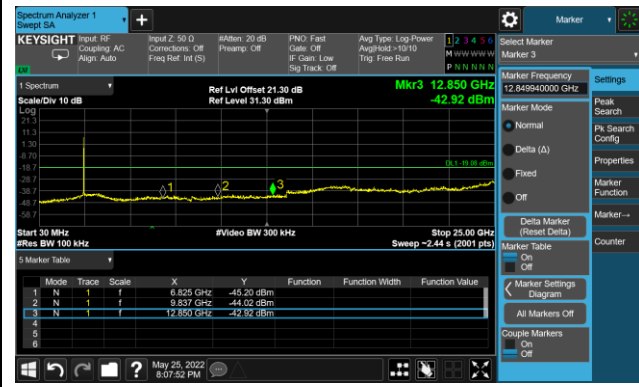 Spectrum Analyzer 1
Swept SA
Marker
KEYSIGHT
Input: RF
Coupling: AC
Align: Auto
Input Z: 50 Ω
Corrections: Off
Freq Ref: Int (S)
#Atten: 20 dB
Preamp: Off
PNO: Fast
Gate: Off
IF Gain: Low
Sig Track: Off
Avg Type: Log-Power
Avg|Hold:>10/10
Trig: Free Run
1 2 3 4 5 6
M W W W W W
P N N N N N
Select Marker
Marker 3
1 Spectrum
Ref Lvl Offset 21.30 dB
Mkr3 12.850 GHz
Scale/Div 10 dB
Ref Level 31.30 dBm
-42.92 dBm
Log
21.3
11.3
1.30
-8.70
-18.7
-28.7
-38.7
-48.7
-58.7
DL1 -19.06 dBm
1
2
3
Start 30 MHz
#Video BW 300 kHz
Stop 25.00 GHz
#Res BW 100 kHz
Sweep ~2.44 s (2001 pts)
5 Marker Table
Mode Trace Scale X Y Function Function Width Function Value
1 N 1 f 6.825 GHz -45.20 dBm
2 N 1 f 9.837 GHz -44.02 dBm
3 N 1 f 12.850 GHz -42.92 dBm
4
5
6
Marker Frequency
12.849940000 GHz
Marker Mode
Normal
Delta (Δ)
Fixed
Off
Delta Marker
(Reset Delta)
Marker Table
On
Off
Marker Settings
Diagram
All Markers Off
Couple Markers
On
Off
Settings
Peak
Search
Pk Search
Config
Properties
Marker
Function
Marker→
Counter
?
May 25, 2022
8:07:52 PM